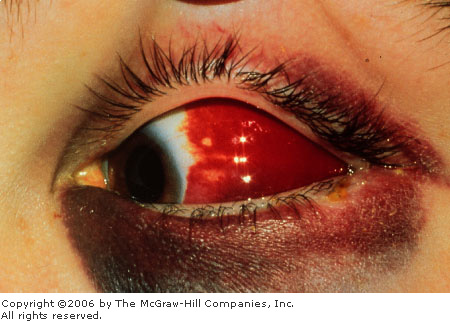 Copyright ©2006 by The McGraw-Hill Companies, Inc.
All rights reserved.